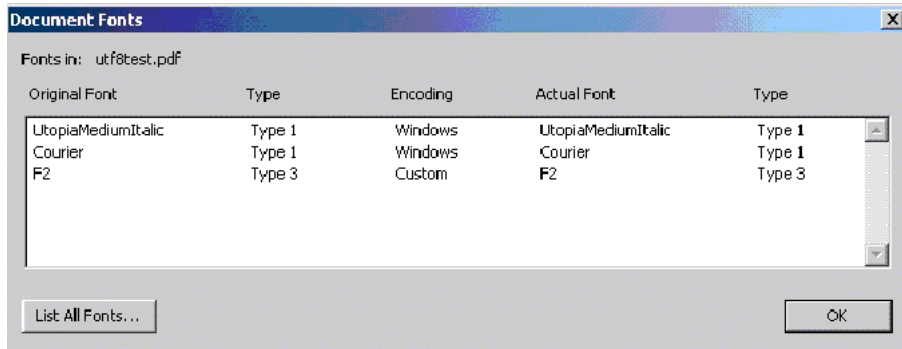 Document Fonts
Fonts in: utf8test.pdf
Original Font Type Encoding Actual Font Type
UtopiaMediumItalic Type 1 Windows UtopiaMediumItalic Type 1
Courier Type 1 Windows Courier Type 1
F2 Type 3 Custom F2 Type 3
List All Fonts... OK